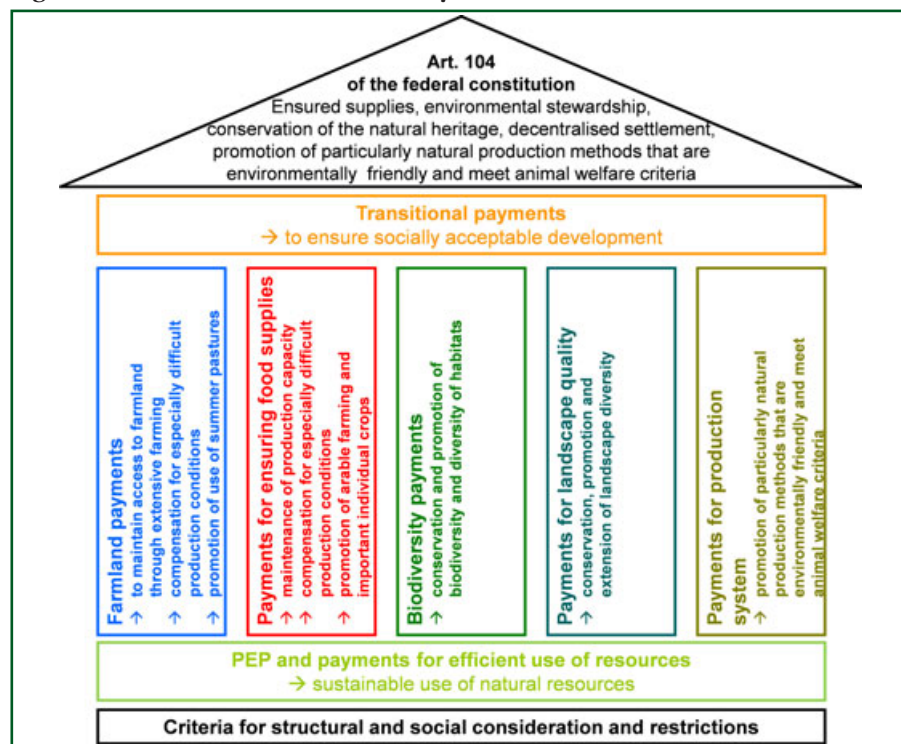 Art. 104
of the federal constitution
Ensured supplies, environmental stewardship,
conservation of the natural heritage, decentralised settlement,
promotion of particularly natural production methods that are
environmentally friendly and meet animal welfare criteria
Transitional payments
→ to ensure socially acceptable development
Farmland payments
→ to maintain access to farmland
through extensive farming
→ compensation for especially difficult
production conditions
→ promotion of use of summer pastures
Payments for ensuring food supplies
→ maintenance of production capacity
→ compensation for especially difficult
production conditions
→ promotion of arable farming and
important individual crops
Biodiversity payments
→ conservation and promotion of
biodiversity and diversity of habitats
Payments for landscape quality
→ conservation, promotion and
extension of landscape diversity
Payments for production
system
→ promotion of particularly natural
production methods that are
environmentally friendly and meet
animal welfare criteria
PEP and payments for efficient use of resources
→ sustainable use of natural resources
Criteria for structural and social consideration and restrictions